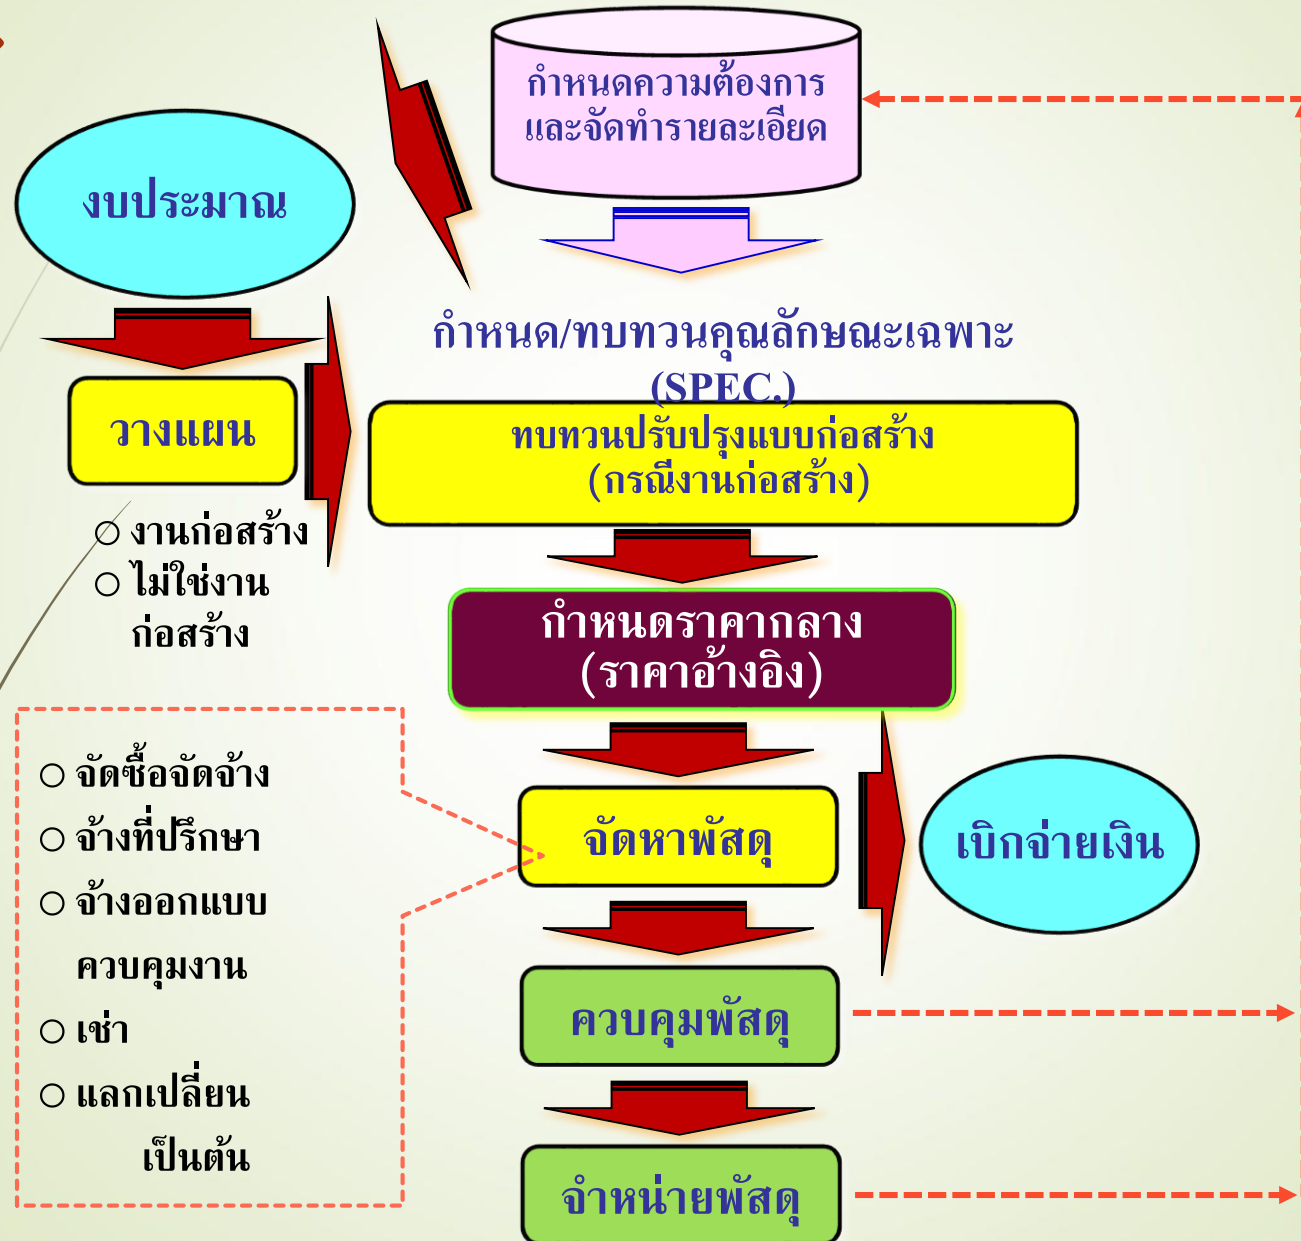 กำหนดความต้องการ
และจัดทำรายละเอียด
งบประมาณ
กำหนด/ทบทวนคุณลักษณะเฉพาะ
(SPEC.)
วางแผน
ทบทวนปรับปรุงแบบก่อสร้าง
(กรณีงานก่อสร้าง)
○ งานก่อสร้าง
○ ไม่ใช่งาน
ก่อสร้าง
กำหนดราคากลาง
(ราคาอ้างอิง)
○ จัดซื้อจัดจ้าง
○ จ้างที่ปรึกษา
○ จ้างออกแบบ
ควบคุมงาน
○ เช่า
○ แลกเปลี่ยน
เป็นต้น
จัดหาพัสดุ
เบิกจ่ายเงิน
ควบคุมพัสดุ
จำหน่ายพัสดุ